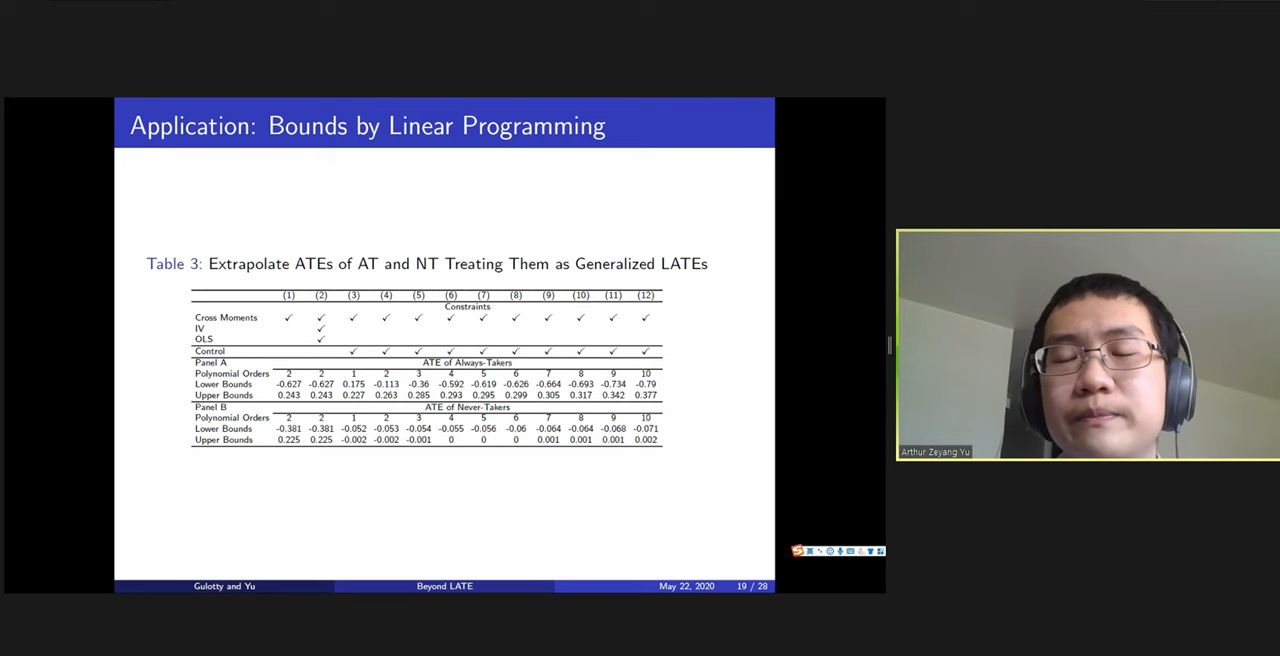 Application: Bounds by Linear Programming
Table 3: Extrapolate ATEs of AT and NT Treating Them as Generalized LATEs
(1) (2) (3) (4) (5) (6) (7) (8) (9) (10) (11) (12)
Constraints
Cross Moments ✓ ✓ ✓ ✓ ✓ ✓ ✓ ✓ ✓ ✓ ✓ ✓
IV ✓
OLS ✓
Control ✓ ✓ ✓ ✓ ✓ ✓ ✓ ✓ ✓ ✓
Panel A ATE of Always-Takers
Polynomial Orders 2 2 1 2 3 4 5 6 7 8 9 10
Lower Bounds -0.627 -0.627 0.175 -0.113 -0.36 -0.592 -0.619 -0.626 -0.664 -0.693 -0.734 -0.79
Upper Bounds 0.243 0.243 0.227 0.263 0.285 0.293 0.295 0.299 0.305 0.317 0.342 0.377
Panel B ATE of Never-Takers
Polynomial Orders 2 2 1 2 3 4 5 6 7 8 9 10
Lower Bounds -0.381 -0.381 -0.052 -0.053 -0.054 -0.055 -0.056 -0.06 -0.064 -0.064 -0.068 -0.071
Upper Bounds 0.225 0.225 -0.002 -0.002 -0.001 0 0 0 0.001 0.001 0.001 0.002
Arthur Zeyang Yu
Gulotty and Yu Beyond LATE May 22, 2020 19 / 28